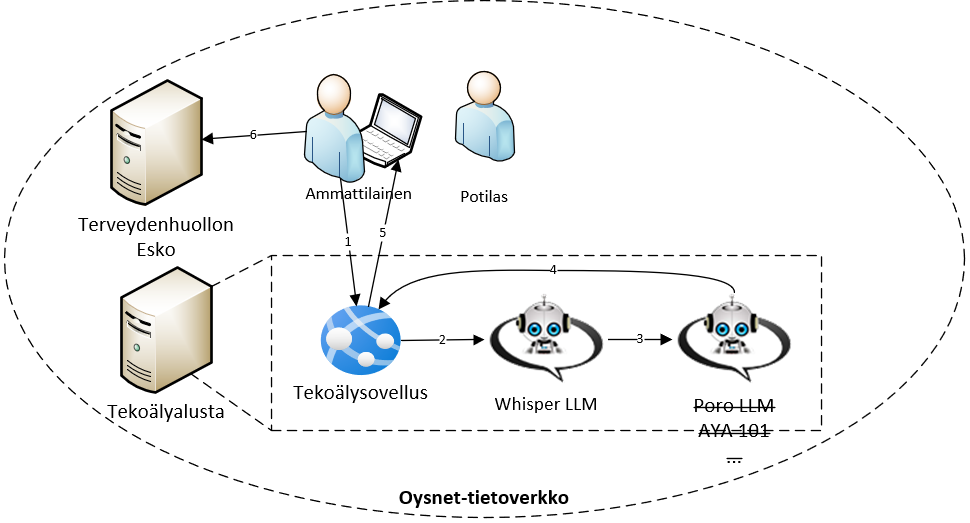 6
Ammattilainen
Potilas
Terveydenhuollon
Esko
1
5
4
2
3
Tekoälysovellus
Whisper LLM
Poro LLM
AYA 101
...
Tekoälyalusta
Oysnet-tietoverkko